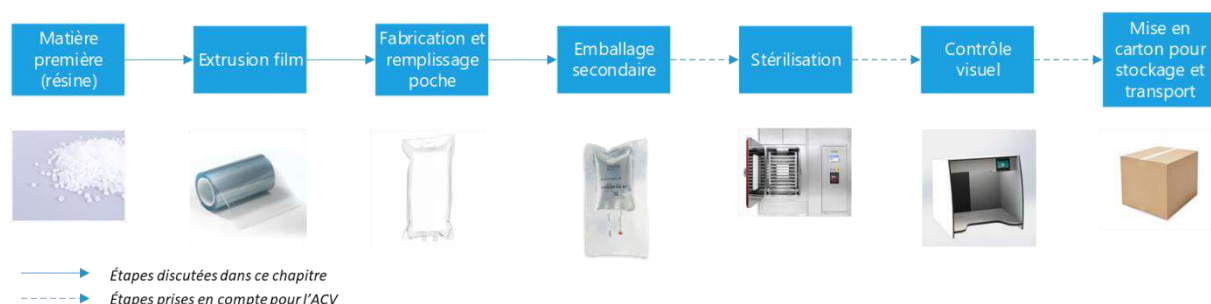 Matière
première
(résine)
Extrusion film
Fabrication et
remplissage
poche
Emballage
secondaire
Stérilisation
Contrôle
visuel
Mise en
carton pour
stockage et
transport
Étapes discutées dans ce chapitre
Étapes prises en compte pour l'ACV